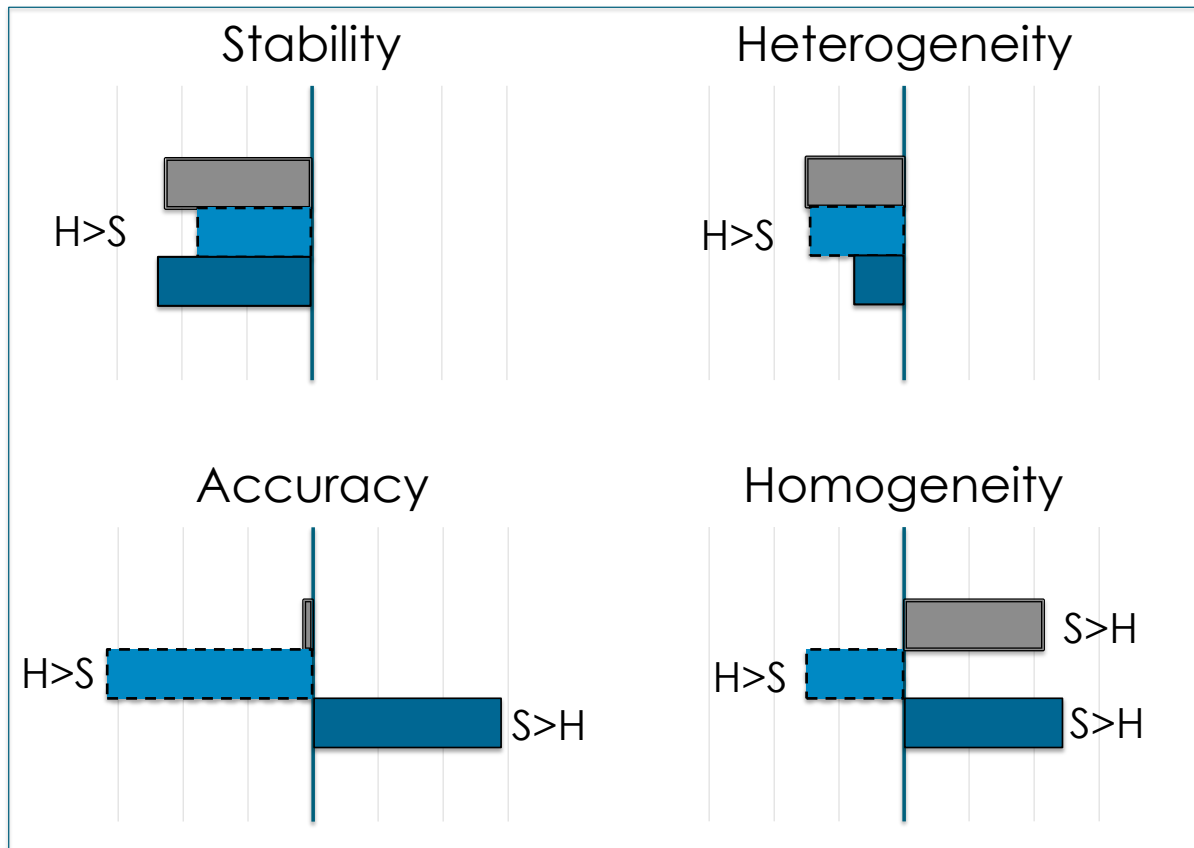 Stability
Heterogeneity
H>S
H>S
Accuracy
Homogeneity
S>H
H>S
H>S
S>H
S>H